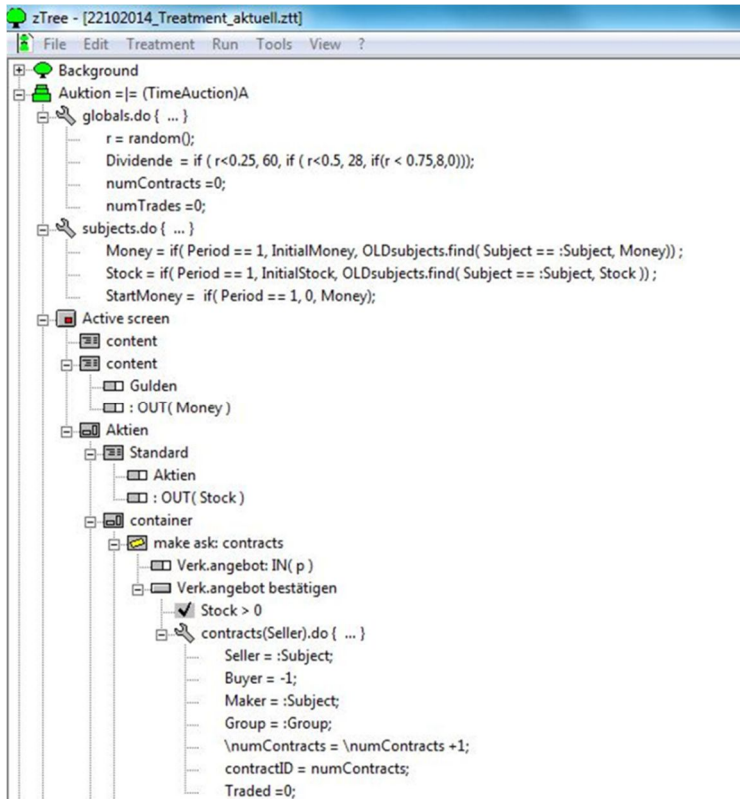 zTree - [22102014_Treatment_aktuell.ztt]
File Edit Treatment Run Tools View ?
Background
Auktion =|= (TimeAuction)A
globals.do { ... }
r = random();
Dividende = if ( r<0.25, 60, if ( r<0.5, 28, if(r < 0.75,8,0)));
numContracts =0;
numTrades =0;
subjects.do { ... }
Money = if( Period == 1, InitialMoney, OLDsubjects.find( Subject == :Subject, Money)) ;
Stock = if( Period == 1, InitialStock, OLDsubjects.find( Subject == :Subject, Stock )) ;
StartMoney = if( Period == 1, 0, Money);
Active screen
content
content
Gulden
: OUT( Money )
Aktien
Standard
Aktien
: OUT( Stock )
container
make ask: contracts
Verk.angebot: IN( p )
Verk.angebot bestätigen
Stock > 0
contracts(Seller).do { ... }
Seller = :Subject;
Buyer = -1;
Maker = :Subject;
Group = :Group;
\numContracts = \numContracts +1;
contractID = numContracts;
Traded =0;